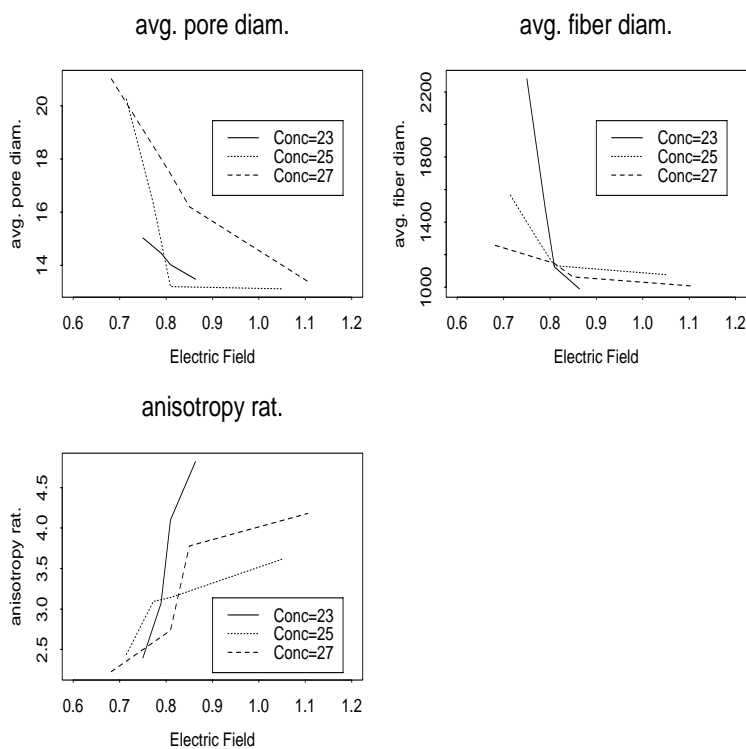 avg. pore diam.
avg. pore diam.
20
18
16
14
Conc=23
Conc=25
Conc=27
0.6 0.7 0.8 0.9 1.0 1.1 1.2
Electric Field
avg. fiber diam.
avg. fiber diam.
2200
1800
1400
1000
Conc=23
Conc=25
Conc=27
0.6 0.7 0.8 0.9 1.0 1.1 1.2
Electric Field
anisotropy rat.
anisotropy rat.
4.5
4.0
3.5
3.0
2.5
Conc=23
Conc=25
Conc=27
0.6 0.7 0.8 0.9 1.0 1.1 1.2
Electric Field